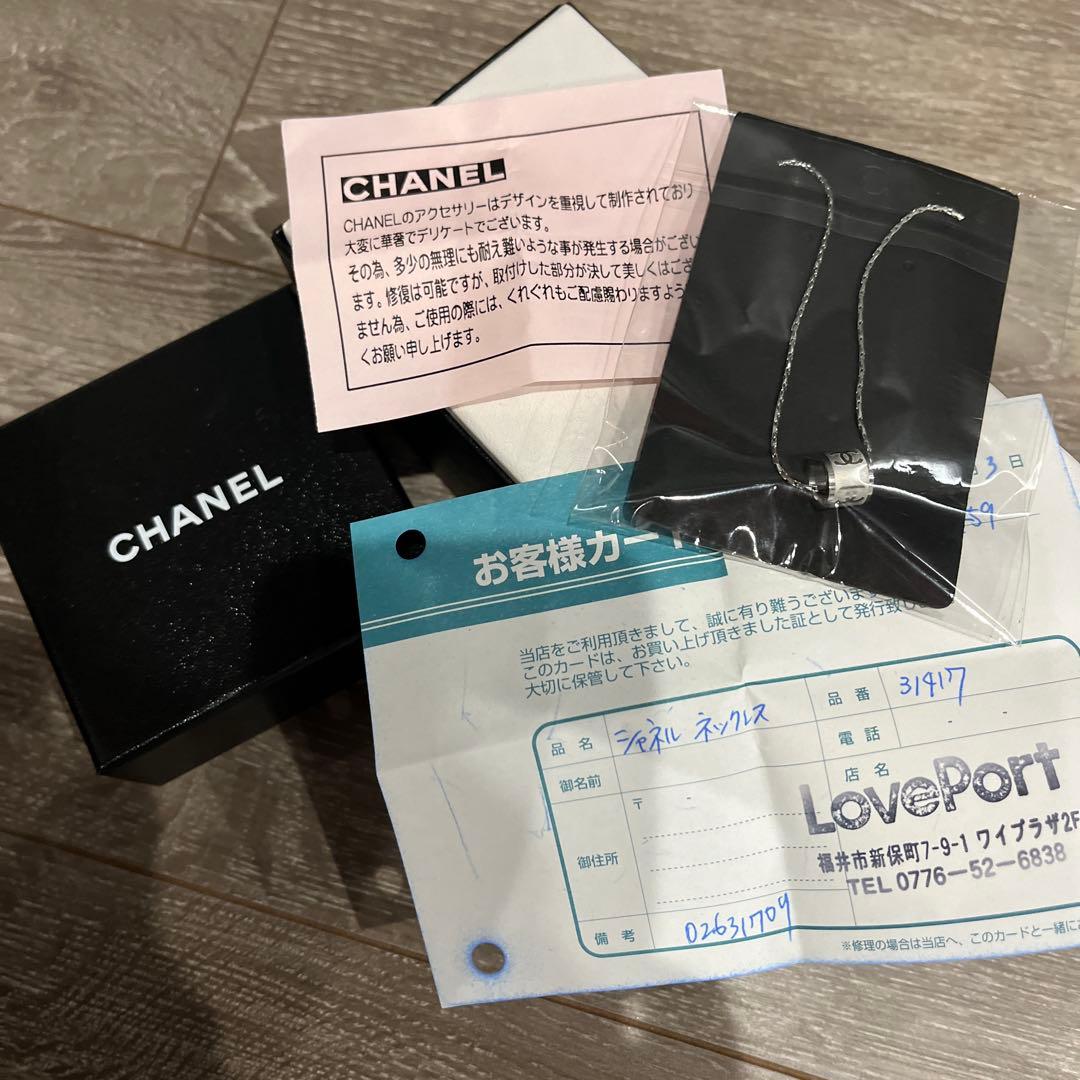 CHANEL
CHANELのアクセサリーはデザインを重視して制作されており
大変に華奢でデリケートでございます。
その為、多少の無理にも耐え難いような事が発生する場合がござい
ます。修復は可能ですが、取付けした部分が決して美しくはござ
ません為、ご使用の際には、くれぐれもご配慮賜わりますよう
くお願い申し上げます。
CHANEL
3 日
59
お客様カード
当店をご利用頂きまして、誠に有り難うございます
このカードは、お買い上げ頂きました証として発行致し
大切に保管して下さい。
品名 シャネル ネックレス 品番 31417
御名前 電話 - -
〒 - 店名
LovePort
御住所 福井市新保町7-9-1 ワイプラザ2F
TEL 0776-52-6838
備考 02631709
※修理の場合は当店へ、このカードと一緒に